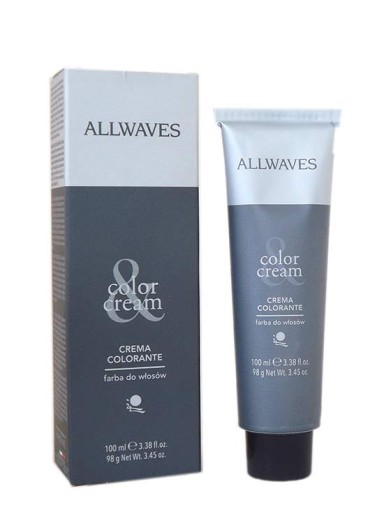 ALLWAVES
&
color
cream
CREMA
COLORANTE
farba do włosów
100 ml ℮ 3.38 fl.oz.
98 g Net Wt. 3.45 oz.
ALLWAVES
&
color
cream
CREMA
COLORANTE
farba do włosów
100 ml ℮ 3.38 fl.oz.
98 g Net Wt. 3.45 oz.